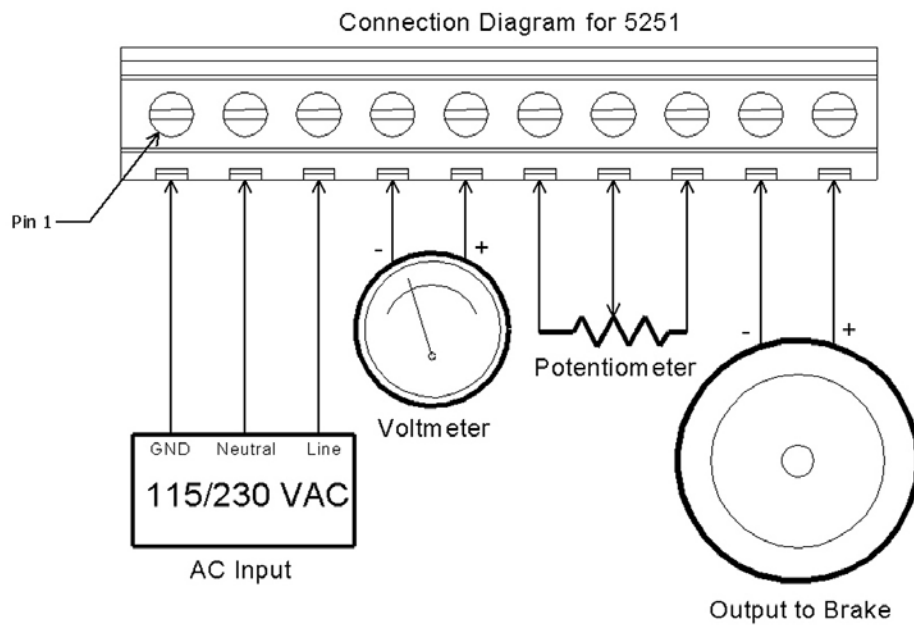 Connection Diagram for 5251
Pin 1
- +
- +
Potentiometer
Voltmeter
GND Neutral Line
115/230 VAC
AC Input
Output to Brake